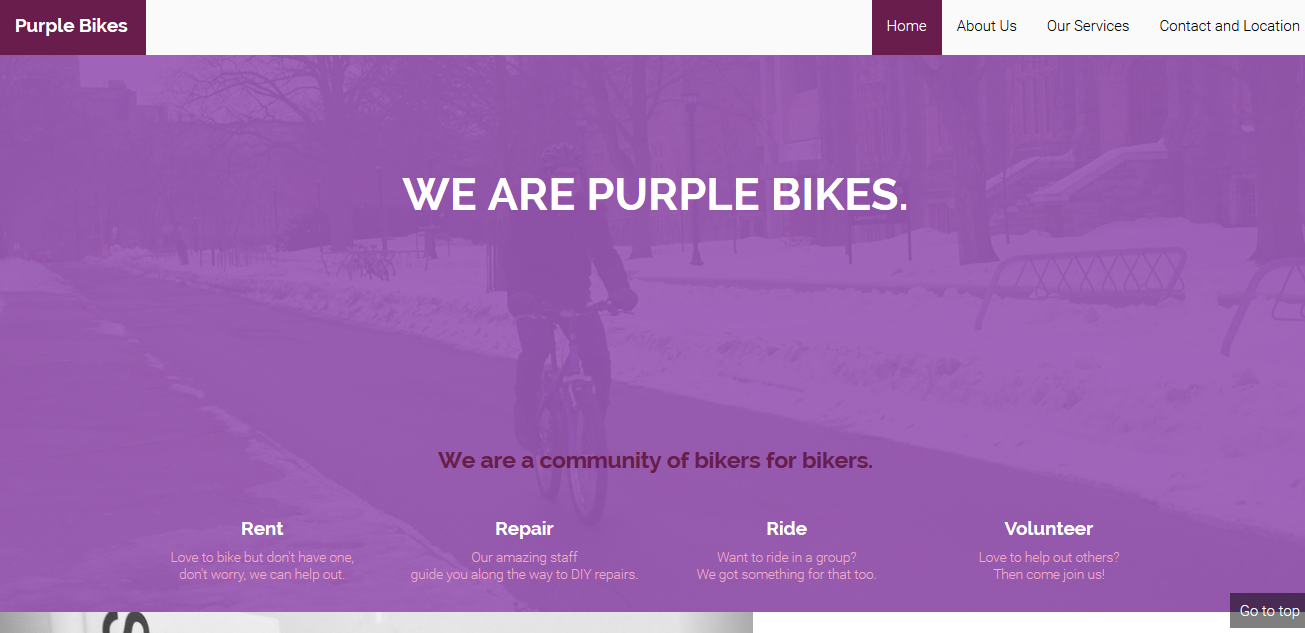 Purple Bikes
Home About Us Our Services Contact and Location
WE ARE PURPLE BIKES.
We are a community of bikers for bikers.
Rent
Love to bike but don't have one,
don't worry, we can help out.
Repair
Our amazing staff
guide you along the way to DIY repairs.
Ride
Want to ride in a group?
We got something for that too.
Volunteer
Love to help out others?
Then come join us!
Go to top
S